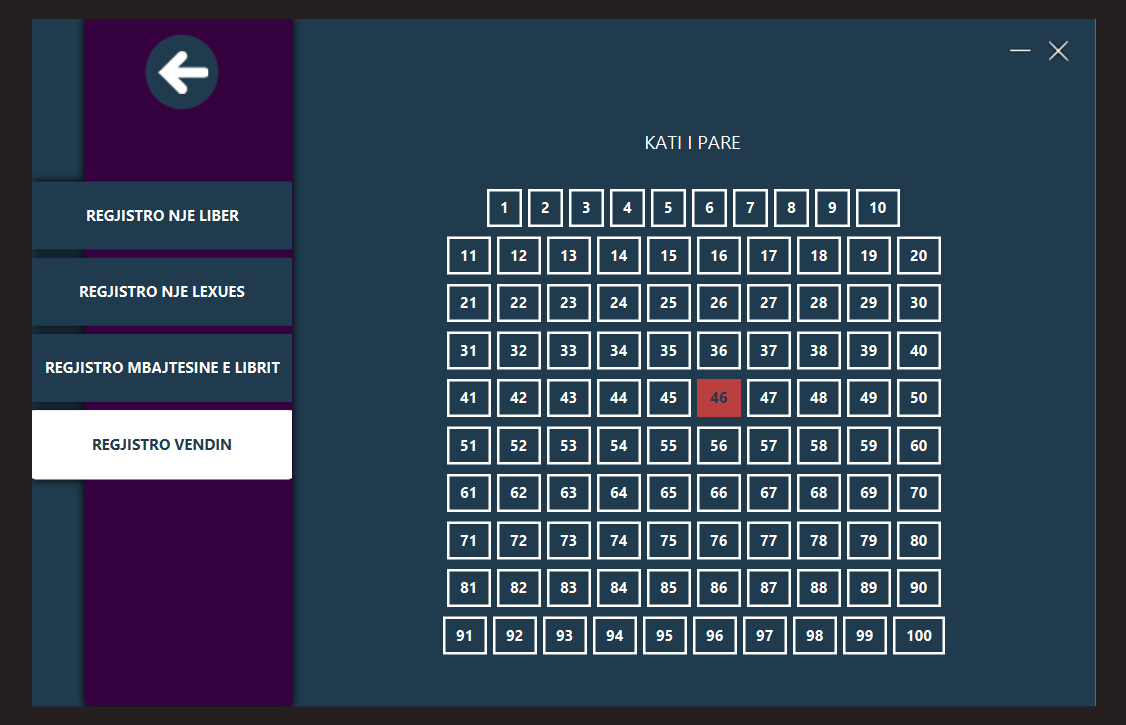 KATI I PARE
REGJISTRO NJE LIBER
REGJISTRO NJE LEXUES
REGJISTRO MBAJTESINE E LIBRIT
REGJISTRO VENDIN
1 2 3 4 5 6 7 8 9 10
11 12 13 14 15 16 17 18 19 20
21 22 23 24 25 26 27 28 29 30
31 32 33 34 35 36 37 38 39 40
41 42 43 44 45 46 47 48 49 50
51 52 53 54 55 56 57 58 59 60
61 62 63 64 65 66 67 68 69 70
71 72 73 74 75 76 77 78 79 80
81 82 83 84 85 86 87 88 89 90
91 92 93 94 95 96 97 98 99 100